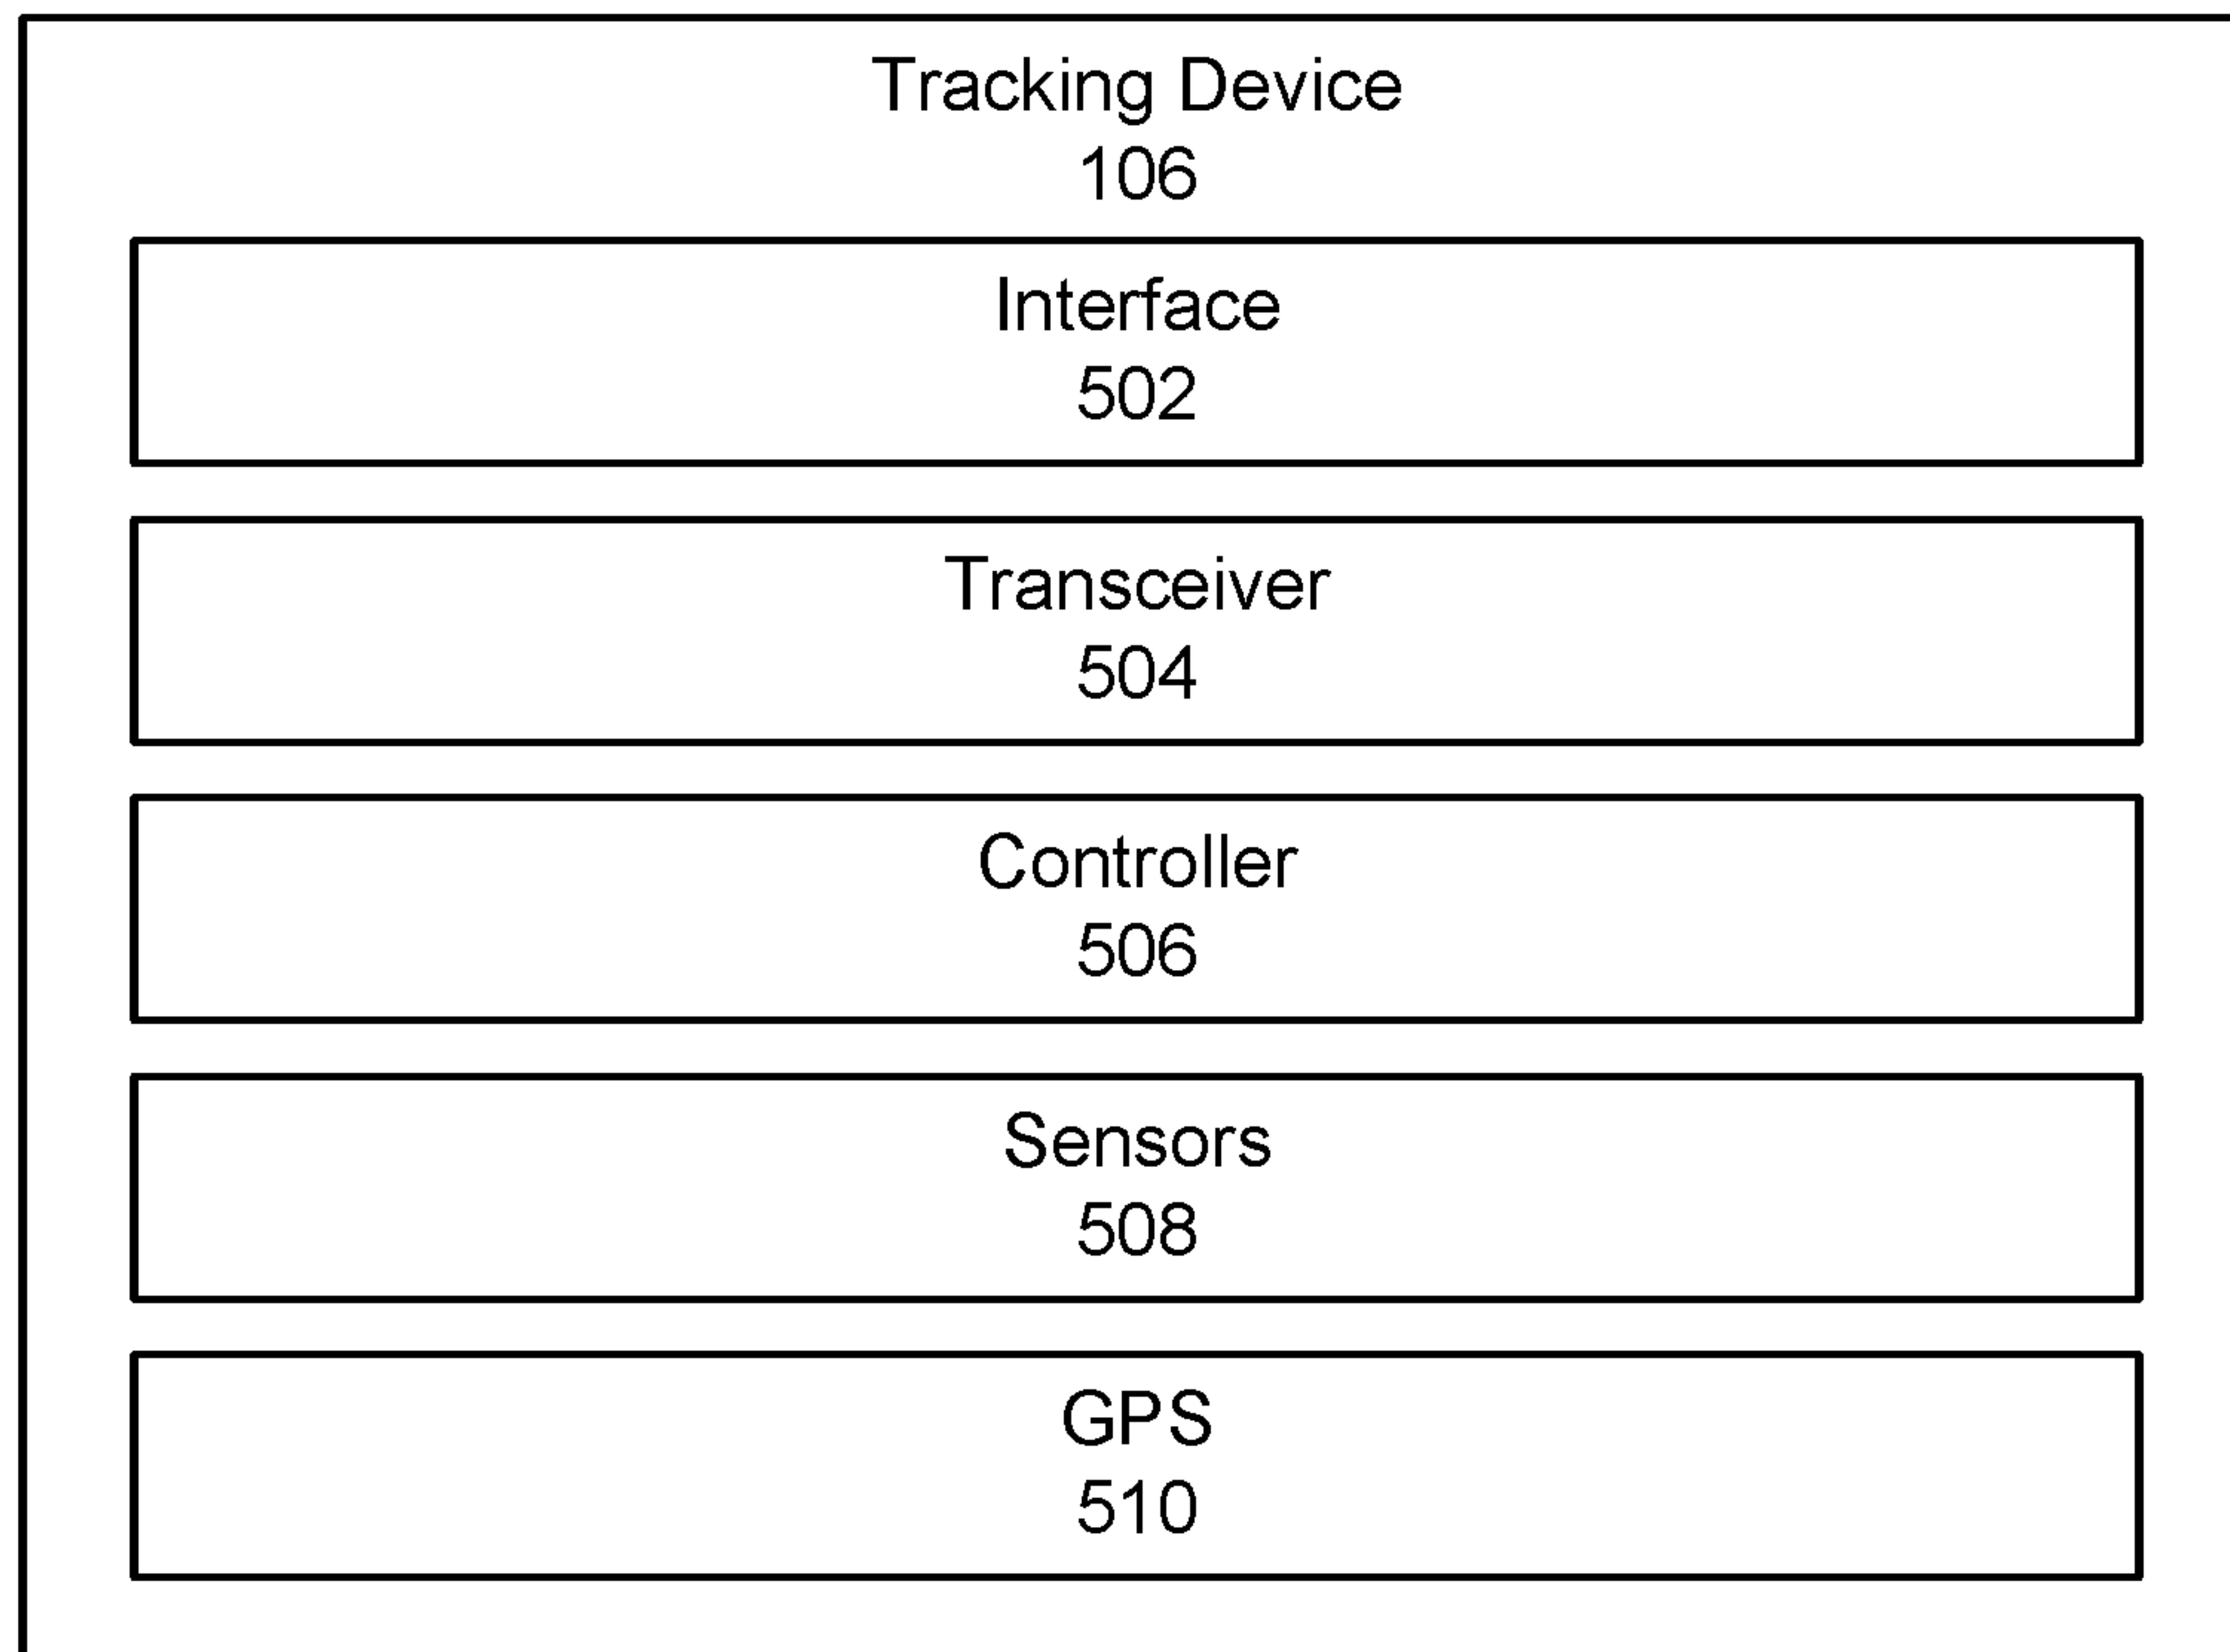 Tracking Device
106
Interface
502
Transceiver
504
Controller
506
Sensors
508
GPS
510